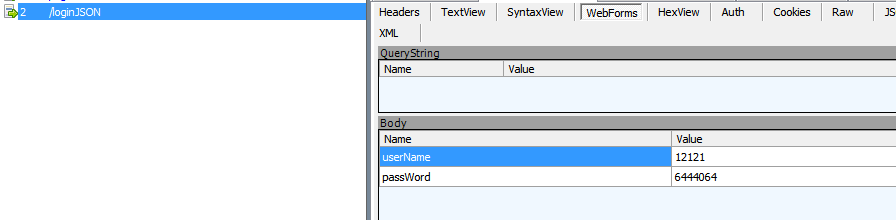 2 /loginJSON
Headers TextView SyntaxView WebForms HexView Auth Cookies Raw JS
XML
QueryString
Name Value
Body
Name Value
userName 12121
passWord 6444064